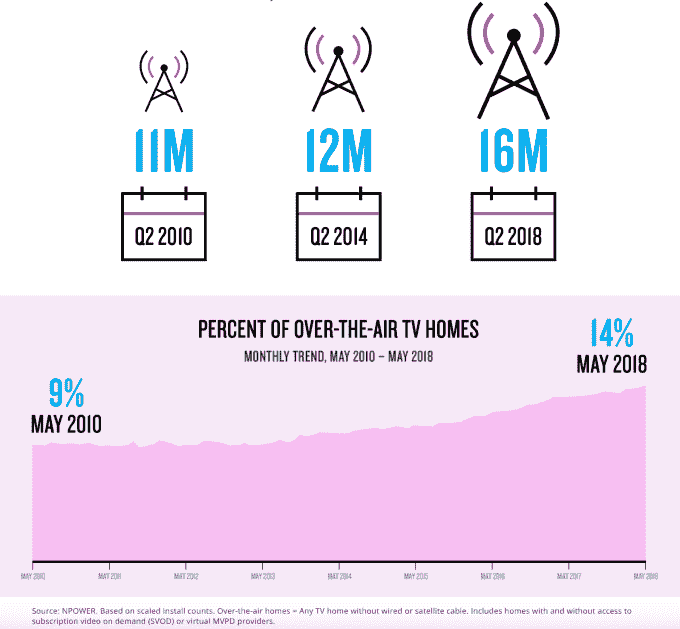 11M 12M 16M
Q2 2010 Q2 2014 Q2 2018
PERCENT OF OVER-THE-AIR TV HOMES
MONTHLY TREND, MAY 2010 – MAY 2018
14%
MAY 2018
9%
MAY 2010
MAY 2010 MAY 2011 MAY 2012 MAY 2013 MAY 2014 MAY 2015 MAY 2016 MAY 2017 MAY 2018
Source: NPOWER. Based on scaled install counts. Over-the-air homes = Any TV home without wired or satellite cable. Includes homes with and without access to
subscription video on demand (SVOD) or virtual MVPD providers.